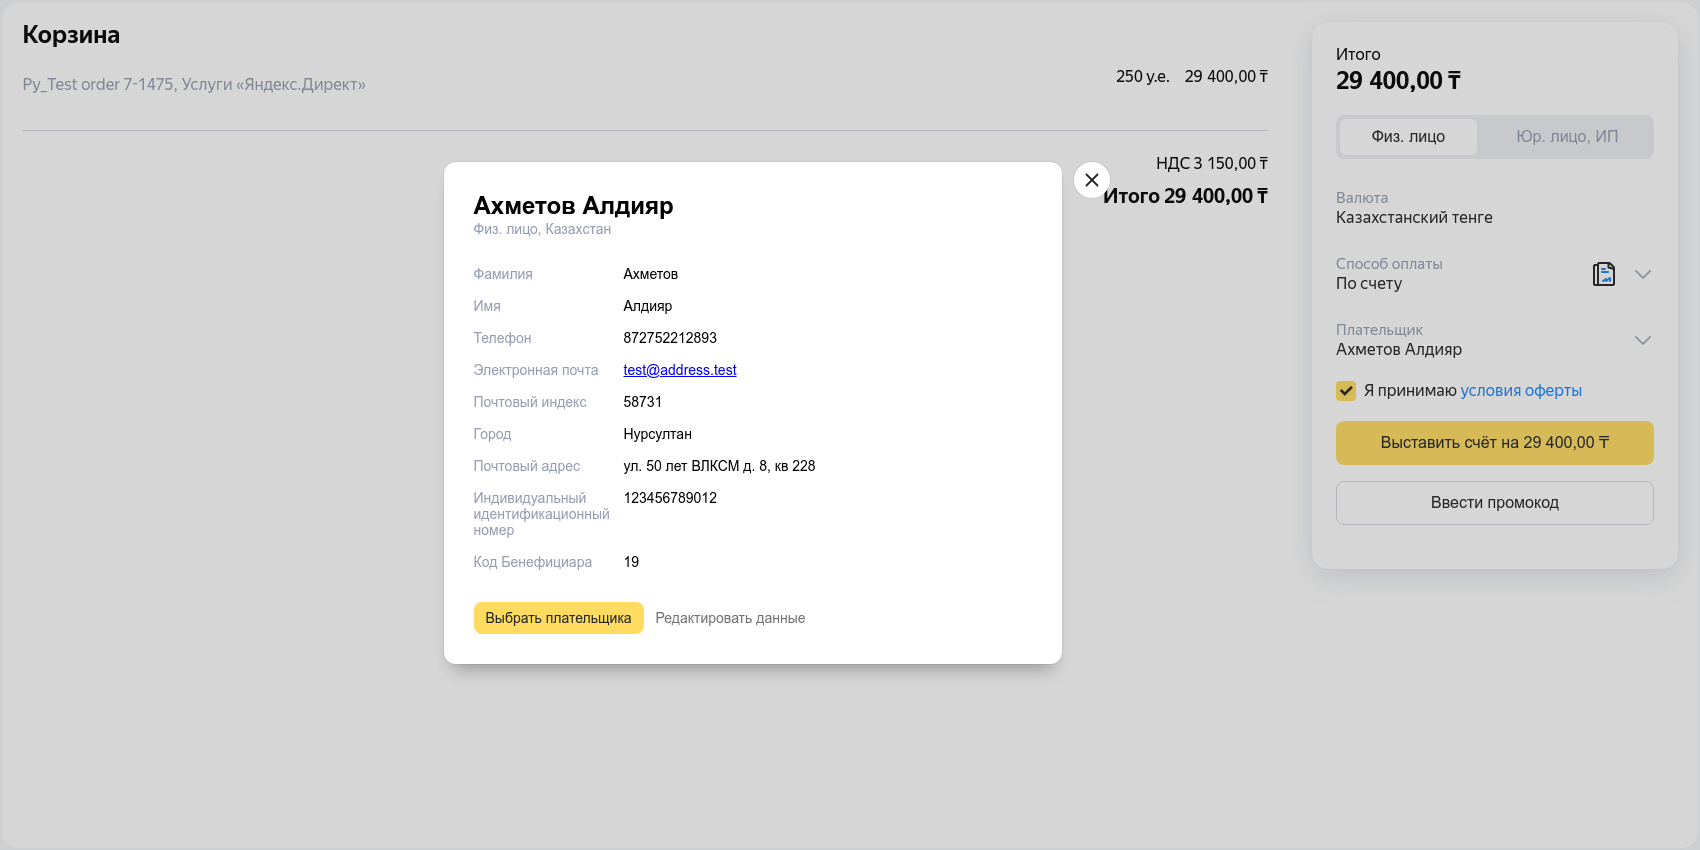 Корзина
Py_Test order 7-1475, Услуги «Яндекс.Директ»
250 у.е. 29 400,00 ₸
НДС 3 150,00 ₸
Итого 29 400,00 ₸
Ахметов Алдияр
Физ. лицо, Казахстан
Фамилия Ахметов
Имя Алдияр
Телефон 872752212893
Электронная почта test@address.test
Почтовый индекс 58731
Город Нурсултан
Почтовый адрес ул. 50 лет ВЛКСМ д. 8, кв 228
Индивидуальный 123456789012
идентификационный
номер
Код Бенефициара 19
Выбрать плательщика Редактировать данные
Итого
29 400,00 ₸
Физ. лицо Юр. лицо, ИП
Валюта
Казахстанский тенге
Способ оплаты
По счету
Плательщик
Ахметов Алдияр
Я принимаю условия оферты
Выставить счёт на 29 400,00 ₸
Ввести промокод